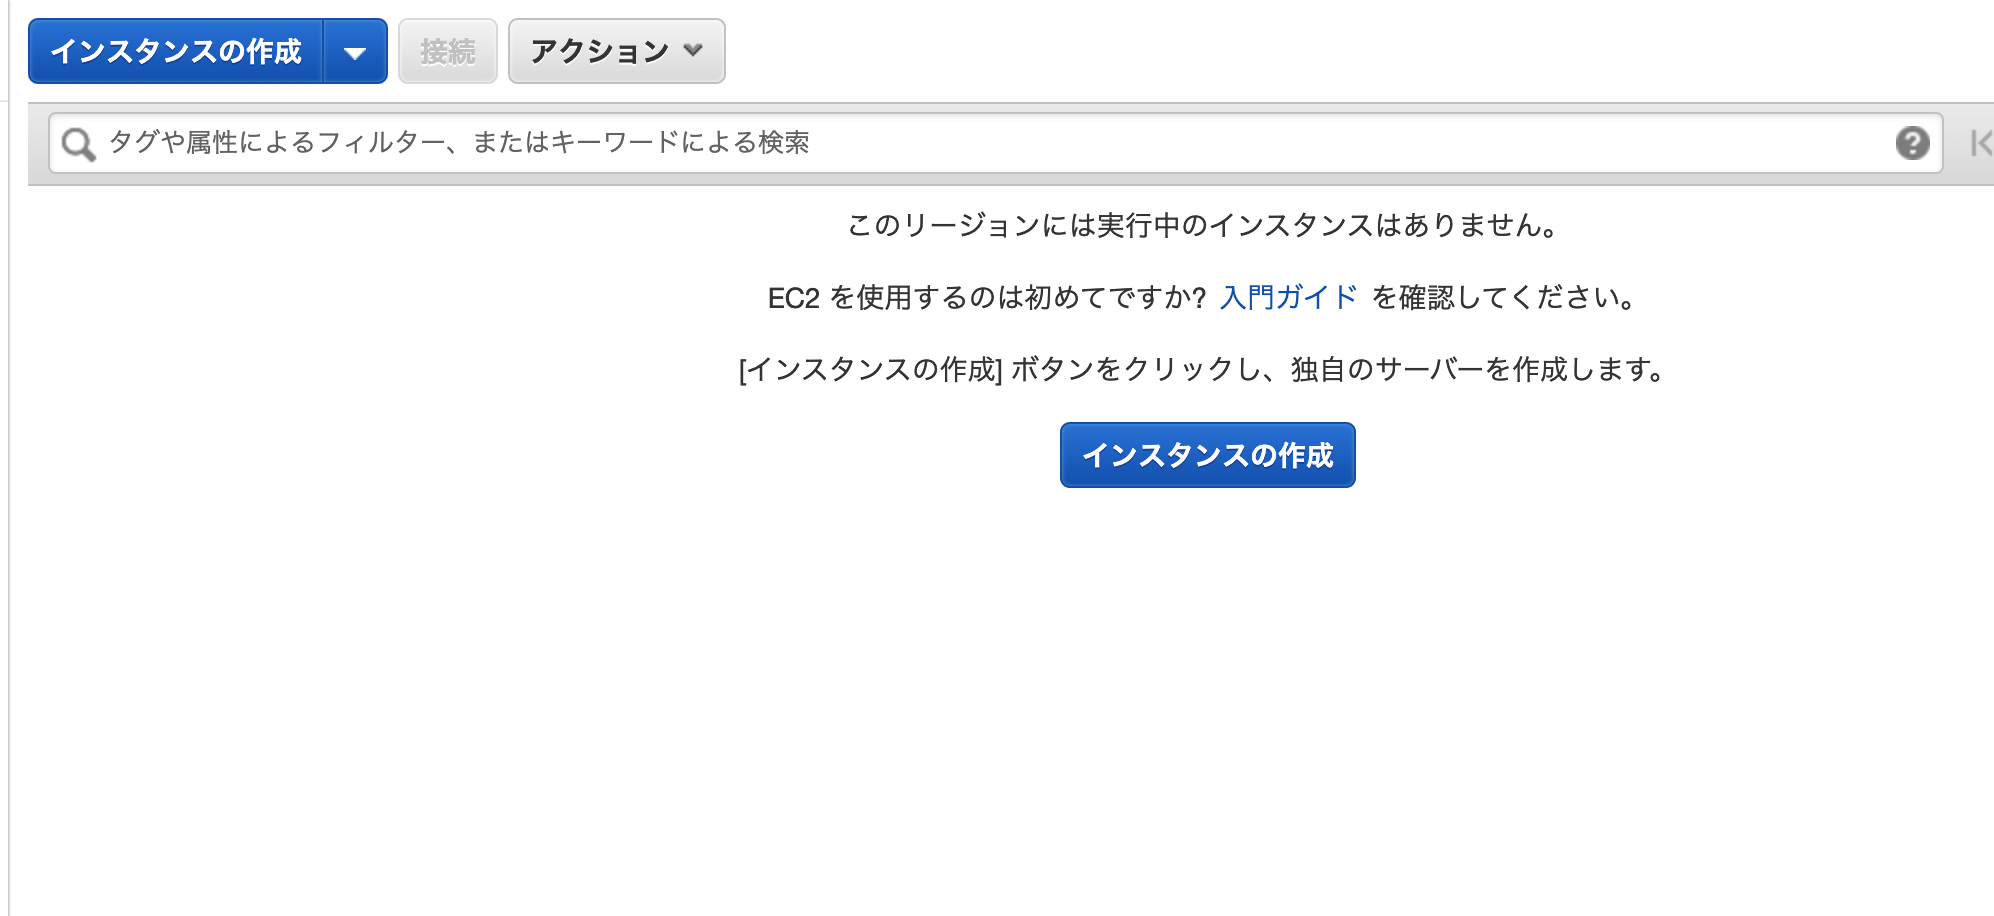 インスタンスの作成 接続 アクション
タグや属性によるフィルター、またはキーワードによる検索
このリージョンには実行中のインスタンスはありません。
EC2 を使用するのは初めてですか? 入門ガイド を確認してください。
[インスタンスの作成] ボタンをクリックし、独自のサーバーを作成します。
インスタンスの作成